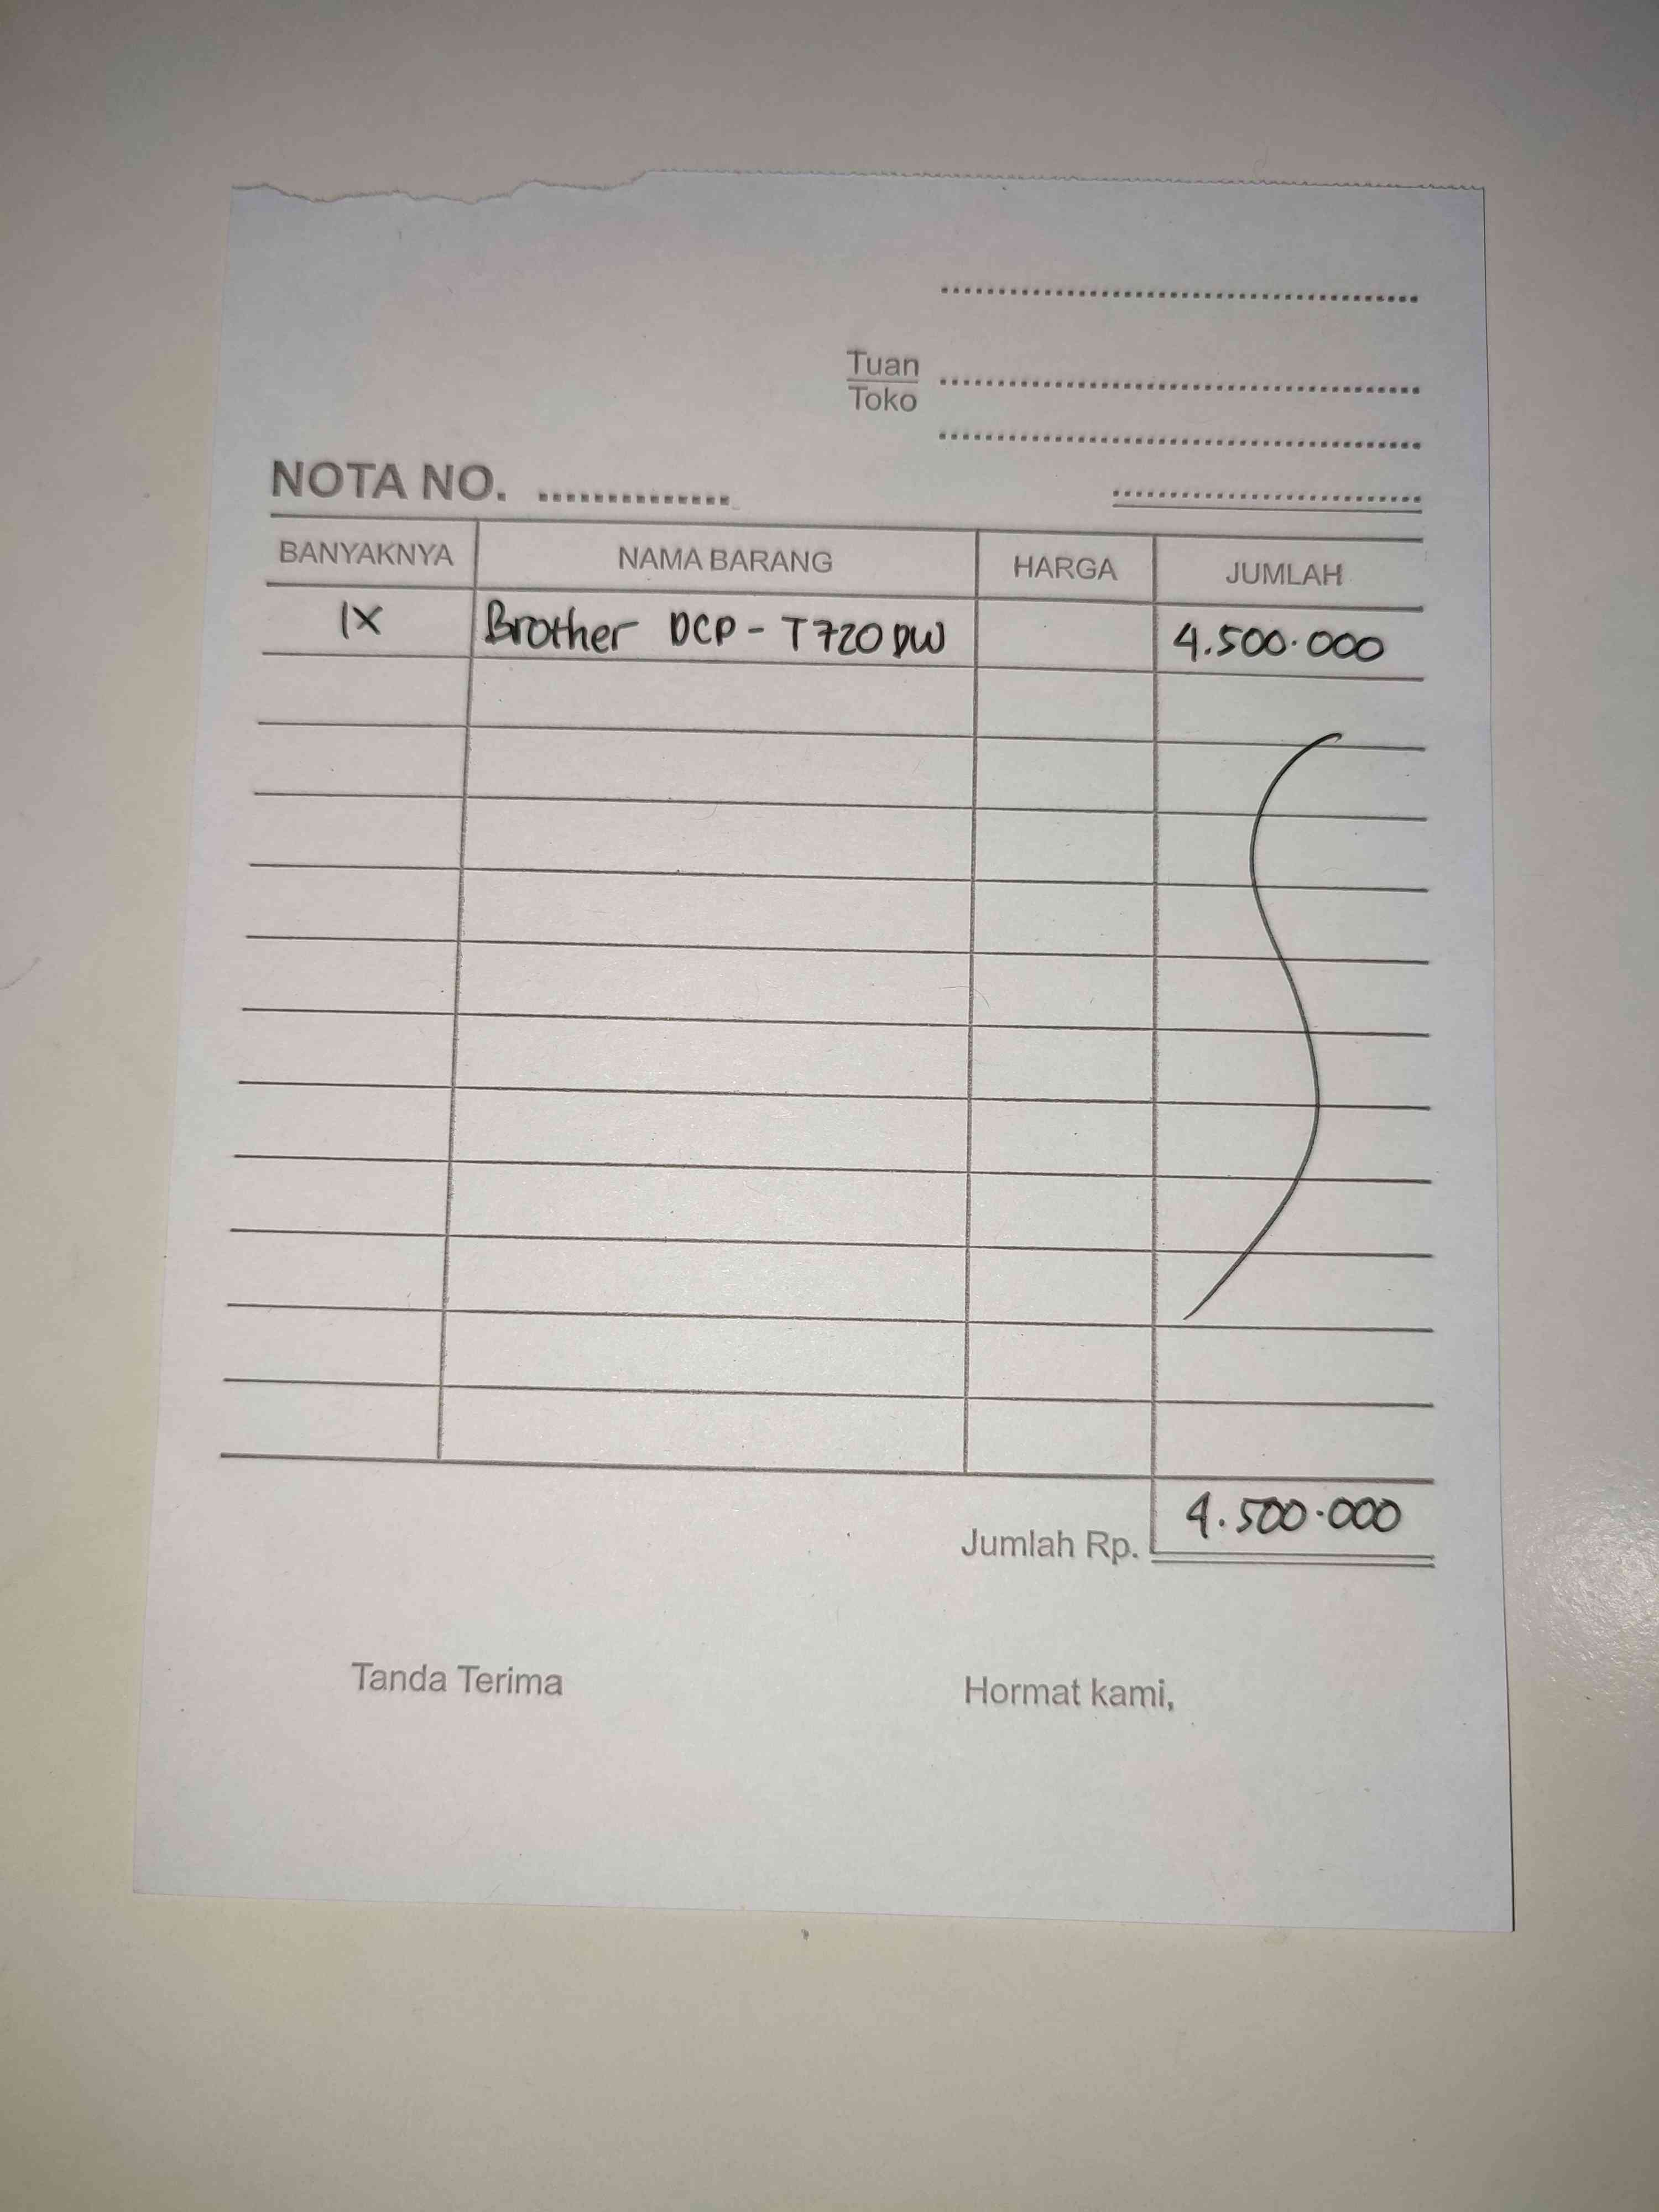 Tuan
Toko
NOTA NO. ..............
BANYAKNYA NAMA BARANG HARGA JUMLAH
1X Brother DCP - T720DW 4.500.000
Jumlah Rp. 4.500.000
Tanda Terima Hormat kami,